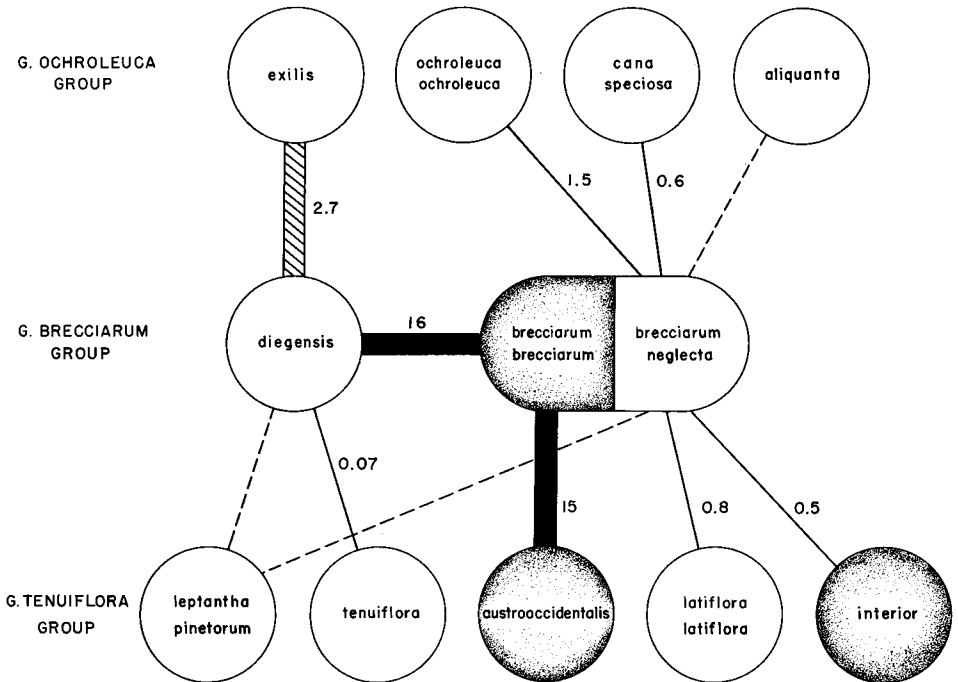 G. OCHROLEUCA
GROUP
exilis
ochroleuca
ochroleuca
cana
speciosa
aliquanta
2.7
1.5
0.6
G. BRECCIARUM
GROUP
diegensis
16
brecciarum
brecciarum
brecciarum
neglecta
0.07
15
0.8
0.5
G. TENUIFLORA
GROUP
leptantha
pinetorum
tenuiflora
austrooccidentalis
latiflora
latiflora
interior